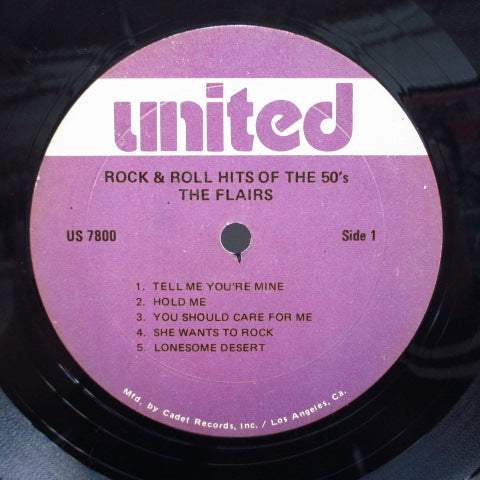 united
ROCK & ROLL HITS OF THE 50's
THE FLAIRS
US 7800 Side 1
1. TELL ME YOU'RE MINE
2. HOLD ME
3. YOU SHOULD CARE FOR ME
4. SHE WANTS TO ROCK
5. LONESOME DESERT
Mfd. by Cadet Records, Inc. / Los Angeles, Ca.